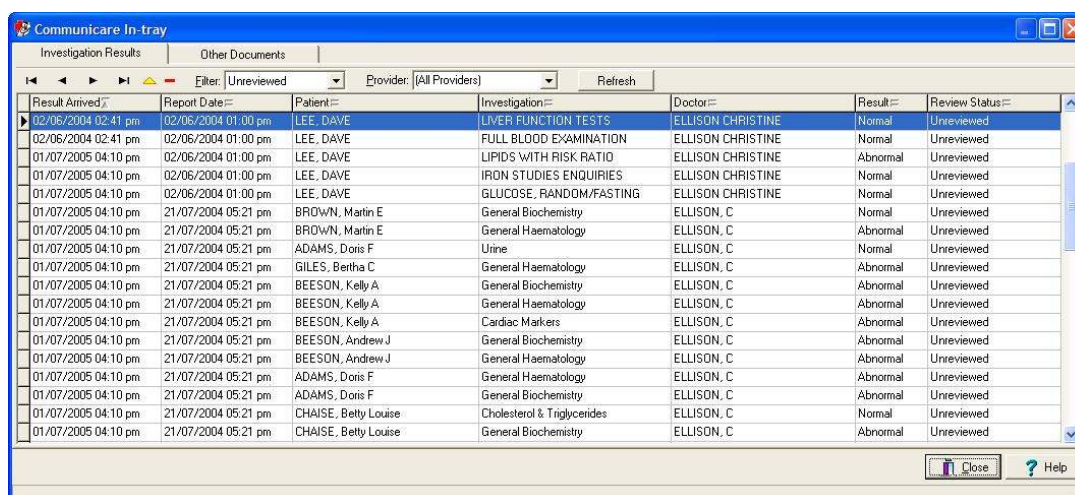 Communicare In-tray
Investigation Results Other Documents
Filter: Unreviewed Provider: (All Providers) Refresh
Result Arrived Report Date Patient Investigation Doctor Result Review Status
02/06/2004 02:41 pm 02/06/2004 01:00 pm LEE, DAVE LIVER FUNCTION TESTS ELLISON CHRISTINE Normal Unreviewed
02/06/2004 02:41 pm 02/06/2004 01:00 pm LEE, DAVE FULL BLOOD EXAMINATION ELLISON CHRISTINE Normal Unreviewed
01/07/2005 04:10 pm 02/06/2004 01:00 pm LEE, DAVE LIPIDS WITH RISK RATIO ELLISON CHRISTINE Abnormal Unreviewed
01/07/2005 04:10 pm 02/06/2004 01:00 pm LEE, DAVE IRON STUDIES ENQUIRIES ELLISON CHRISTINE Normal Unreviewed
01/07/2005 04:10 pm 02/06/2004 01:00 pm LEE, DAVE GLUCOSE, RANDOM/FASTING ELLISON CHRISTINE Normal Unreviewed
01/07/2005 04:10 pm 21/07/2004 05:21 pm BROWN, Martin E General Biochemistry ELLISON, C Normal Unreviewed
01/07/2005 04:10 pm 21/07/2004 05:21 pm BROWN, Martin E General Haematology ELLISON, C Abnormal Unreviewed
01/07/2005 04:10 pm 21/07/2004 05:21 pm ADAMS, Doris F Urine ELLISON, C Normal Unreviewed
01/07/2005 04:10 pm 21/07/2004 05:21 pm GILES, Bertha C General Haematology ELLISON, C Abnormal Unreviewed
01/07/2005 04:10 pm 21/07/2004 05:21 pm BEESON, Kelly A General Biochemistry ELLISON, C Abnormal Unreviewed
01/07/2005 04:10 pm 21/07/2004 05:21 pm BEESON, Kelly A General Haematology ELLISON, C Abnormal Unreviewed
01/07/2005 04:10 pm 21/07/2004 05:21 pm BEESON, Kelly A Cardiac Markers ELLISON, C Abnormal Unreviewed
01/07/2005 04:10 pm 21/07/2004 05:21 pm BEESON, Andrew J General Biochemistry ELLISON, C Abnormal Unreviewed
01/07/2005 04:10 pm 21/07/2004 05:21 pm BEESON, Andrew J General Haematology ELLISON, C Abnormal Unreviewed
01/07/2005 04:10 pm 21/07/2004 05:21 pm ADAMS, Doris F General Haematology ELLISON, C Abnormal Unreviewed
01/07/2005 04:10 pm 21/07/2004 05:21 pm ADAMS, Doris F General Biochemistry ELLISON, C Abnormal Unreviewed
01/07/2005 04:10 pm 21/07/2004 05:21 pm CHAISE, Betty Louise Cholesterol & Triglycerides ELLISON, C Normal Unreviewed
01/07/2005 04:10 pm 21/07/2004 05:21 pm CHAISE, Betty Louise General Biochemistry ELLISON, C Abnormal Unreviewed
Close Help